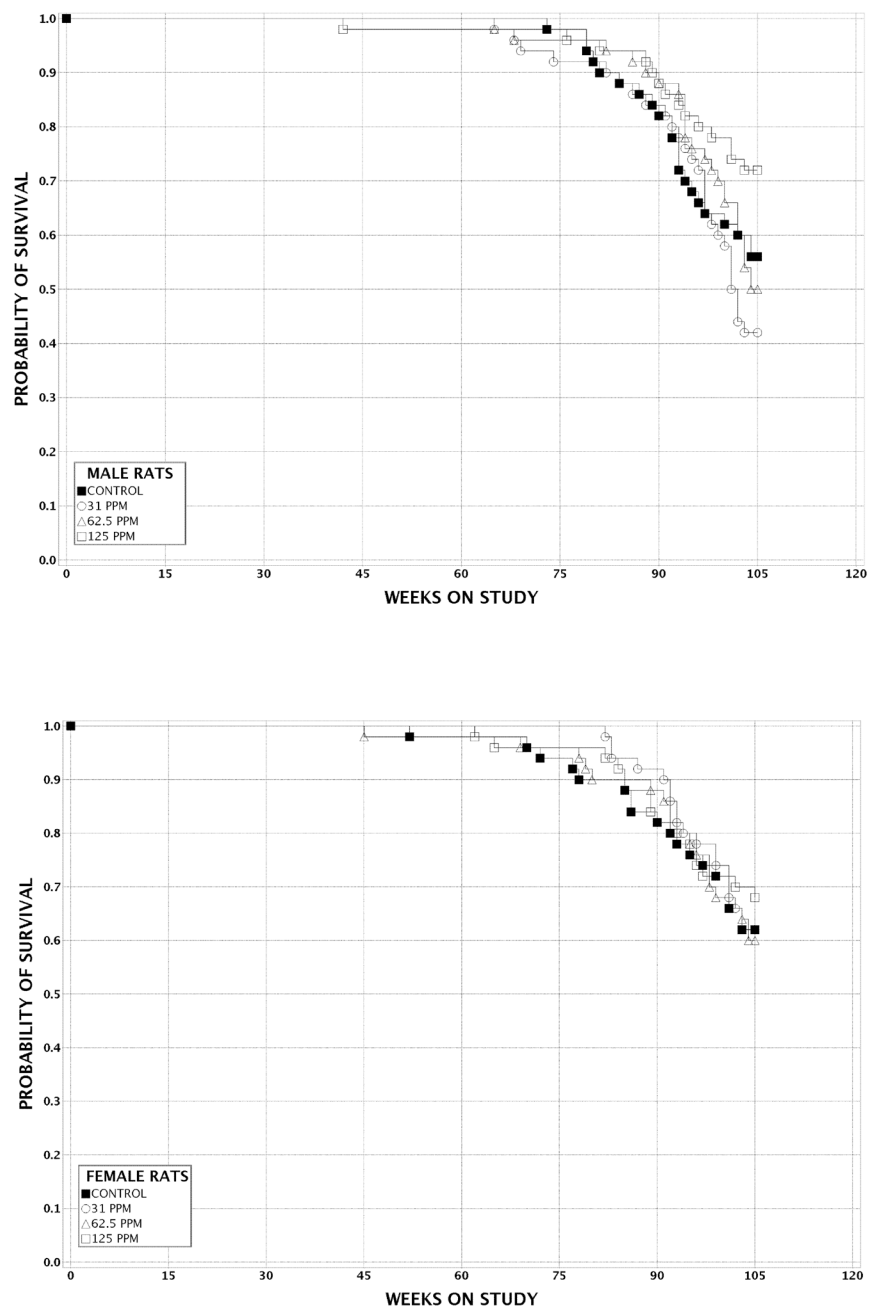 1.0
0.9
0.8
0.7
0.6
0.5
0.4
0.3
0.2
0.1
0.0
PROBABILITY OF SURVIVAL
MALE RATS
CONTROL
31 PPM
62.5 PPM
125 PPM
0 15 30 45 60 75 90 105 120
WEEKS ON STUDY
1.0
0.9
0.8
0.7
0.6
0.5
0.4
0.3
0.2
0.1
0.0
PROBABILITY OF SURVIVAL
FEMALE RATS
CONTROL
31 PPM
62.5 PPM
125 PPM
0 15 30 45 60 75 90 105 120
WEEKS ON STUDY